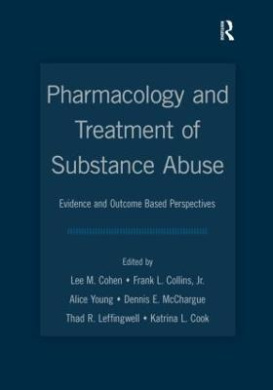 R
Pharmacology and
Treatment of
Substance Abuse
Evidence and Outcome Based Perspectives
Edited by
Lee M. Cohen • Frank L. Collins, Jr.
Alice Young • Dennis E. McChargue
Thad R. Leffingwell • Katrina L. Cook